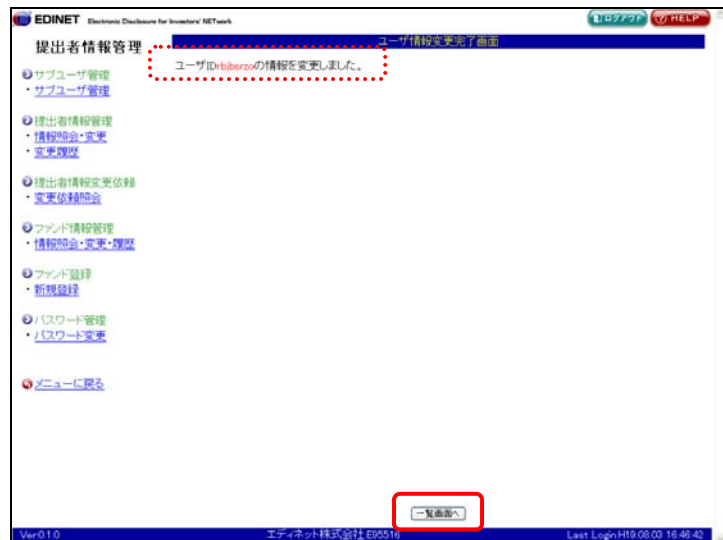 EDINET Electronic Disclosure for Investors' NETwork
ログアウト
HELP
提出者情報管理
ユーザ情報変更完了画面
ユーザIDrbjbsrzoの情報を変更しました。
サブユーザ管理
・サブユーザ管理
提出者情報管理
・情報照会・変更
・変更履歴
提出者情報変更依頼
・変更依頼照会
ファンド情報管理
・情報照会・変更・履歴
ファンド登録
・新規登録
パスワード管理
・パスワード変更
メニューに戻る
一覧画面へ
Ver0.1.0
エディネット株式会社 E95516
Last Login H19.08.03 16:46:42